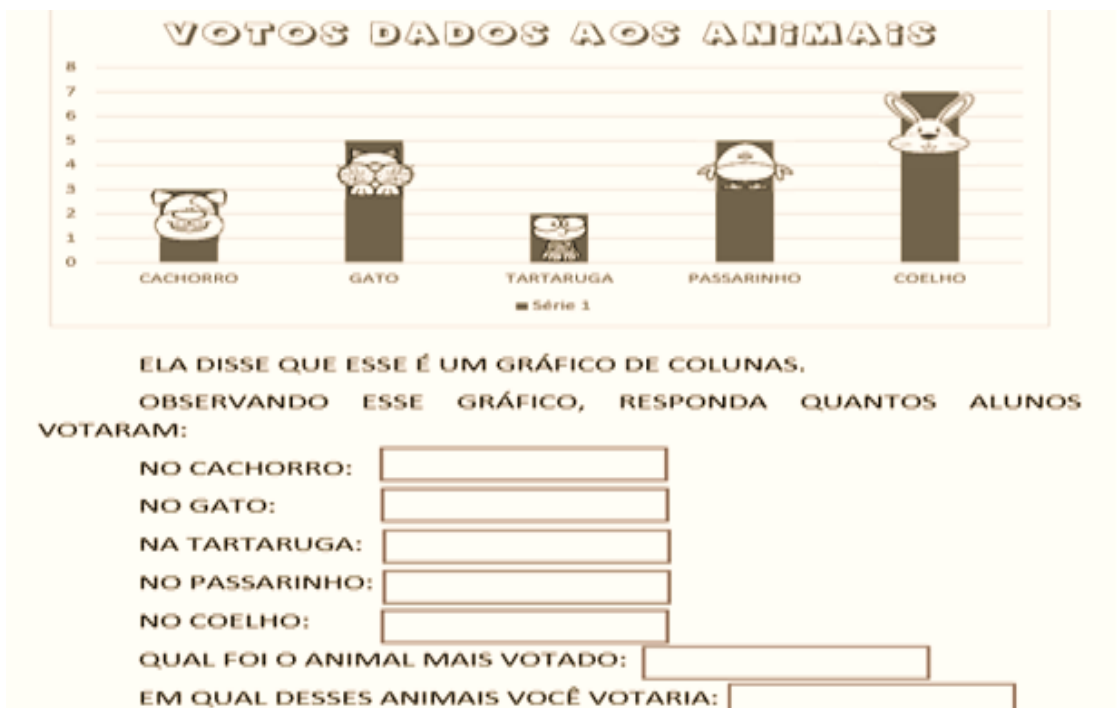 VOTOS DADOS AOS ANiMAiS
8
7
6
5
4
3
2
1
0
CACHORRO GATO TARTARUGA PASSARINHO COELHO
Série 1
ELA DISSE QUE ESSE É UM GRÁFICO DE COLUNAS.
OBSERVANDO ESSE GRÁFICO, RESPONDA QUANTOS ALUNOS
VOTARAM:
NO CACHORRO:
NO GATO:
NA TARTARUGA:
NO PASSARINHO:
NO COELHO:
QUAL FOI O ANIMAL MAIS VOTADO:
EM QUAL DESSES ANIMAIS VOCÊ VOTARIA: